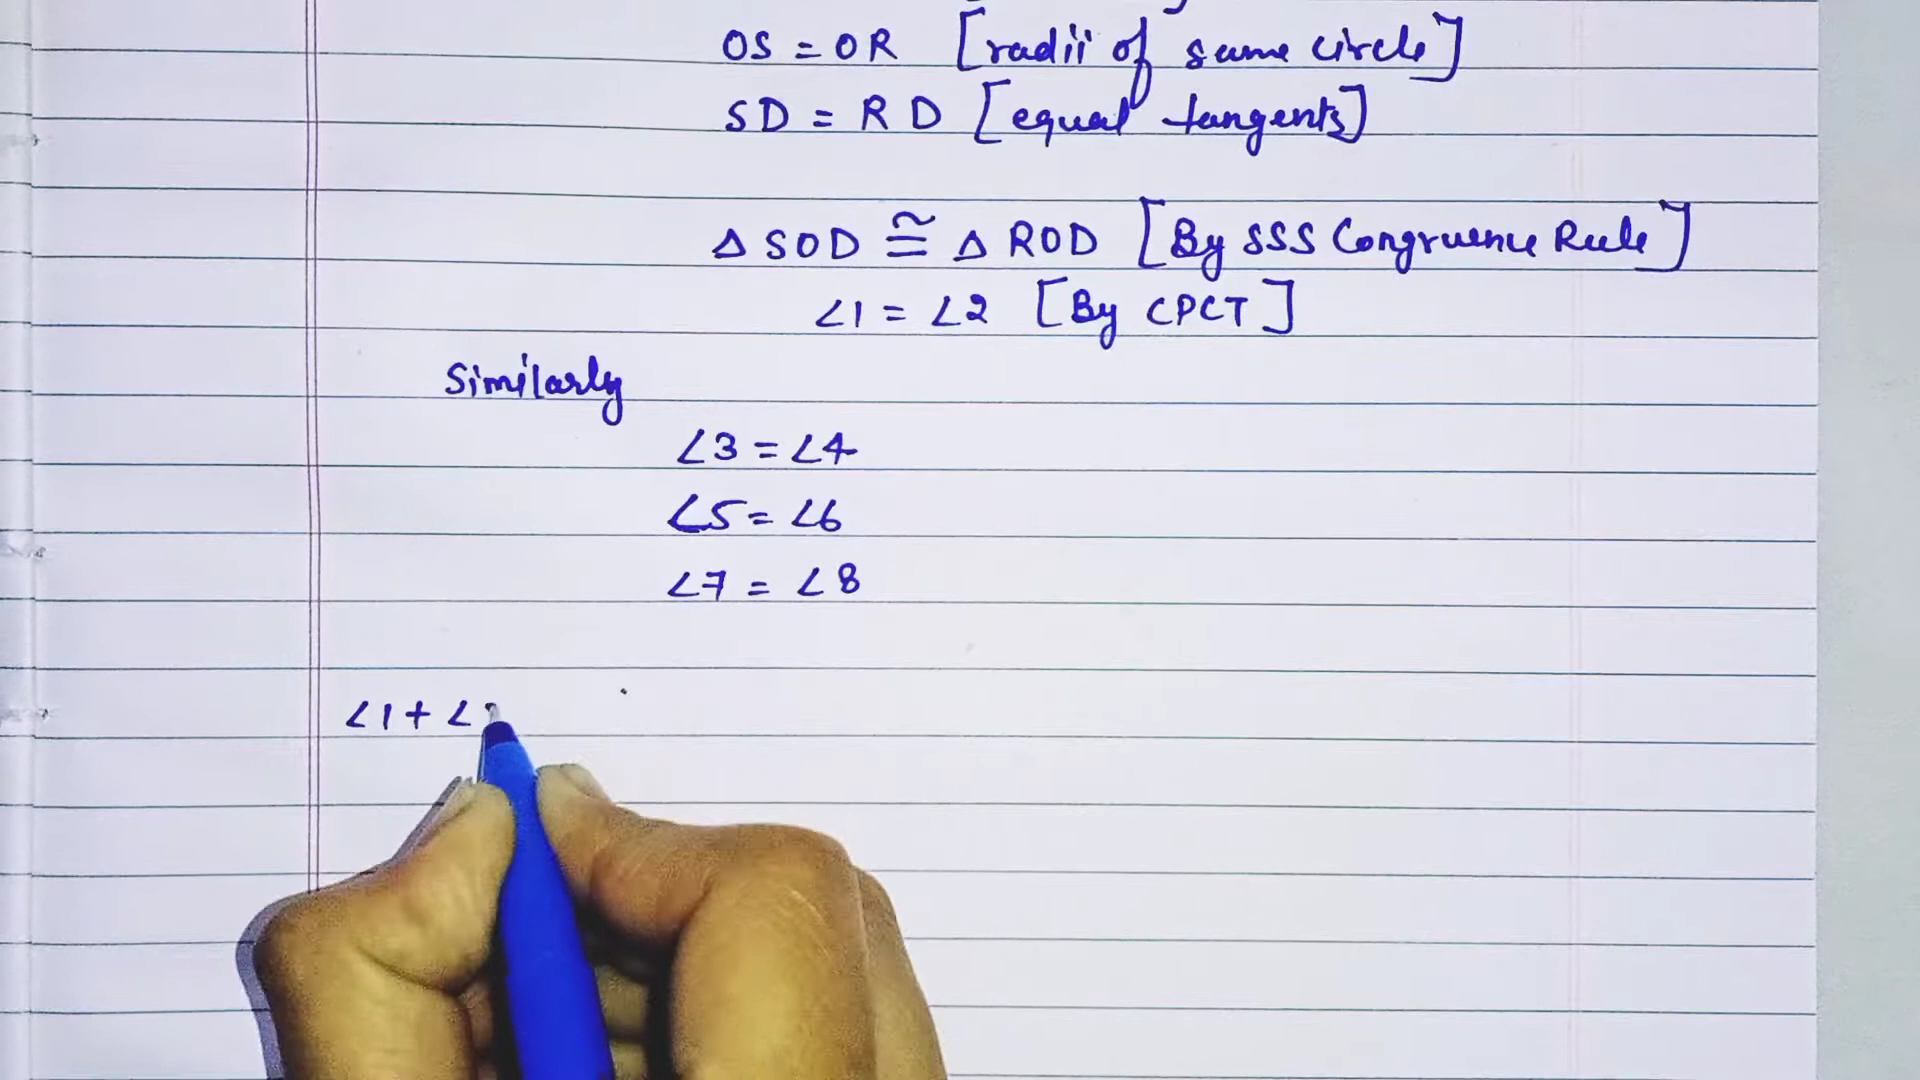 OS = OR [radii of same circle]
SD = RD [equal tangents]
Δ SOD ≅ Δ ROD [By SSS Congruence Rule]
∠1 = ∠2 [By CPCT]
Similarly
∠3 = ∠4
∠5 = ∠6
∠7 = ∠8
∠1 + ∠